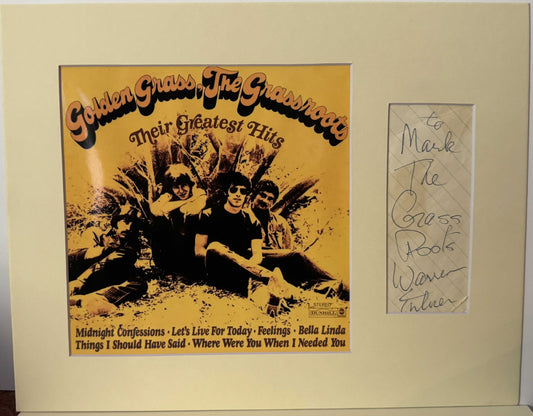 Golden Grass, The Grassroots
Their Greatest Hits
STEREO
DUNHILL
Midnight Confessions · Let's Live For Today · Feelings · Bella Linda
Things I Should Have Said · Where Were You When I Needed You
to
Mark
The
Grass
Roots
Warren
Entner